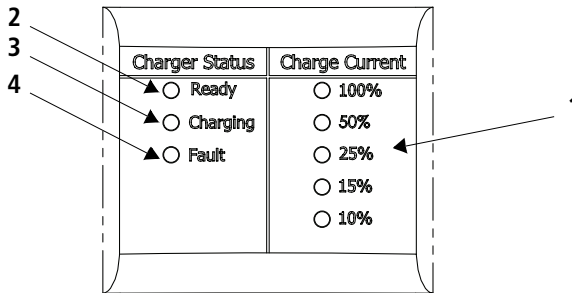 2
3
4
Charger Status
Charge Current
Ready
Charging
Fault
100%
50%
25%
15%
10%